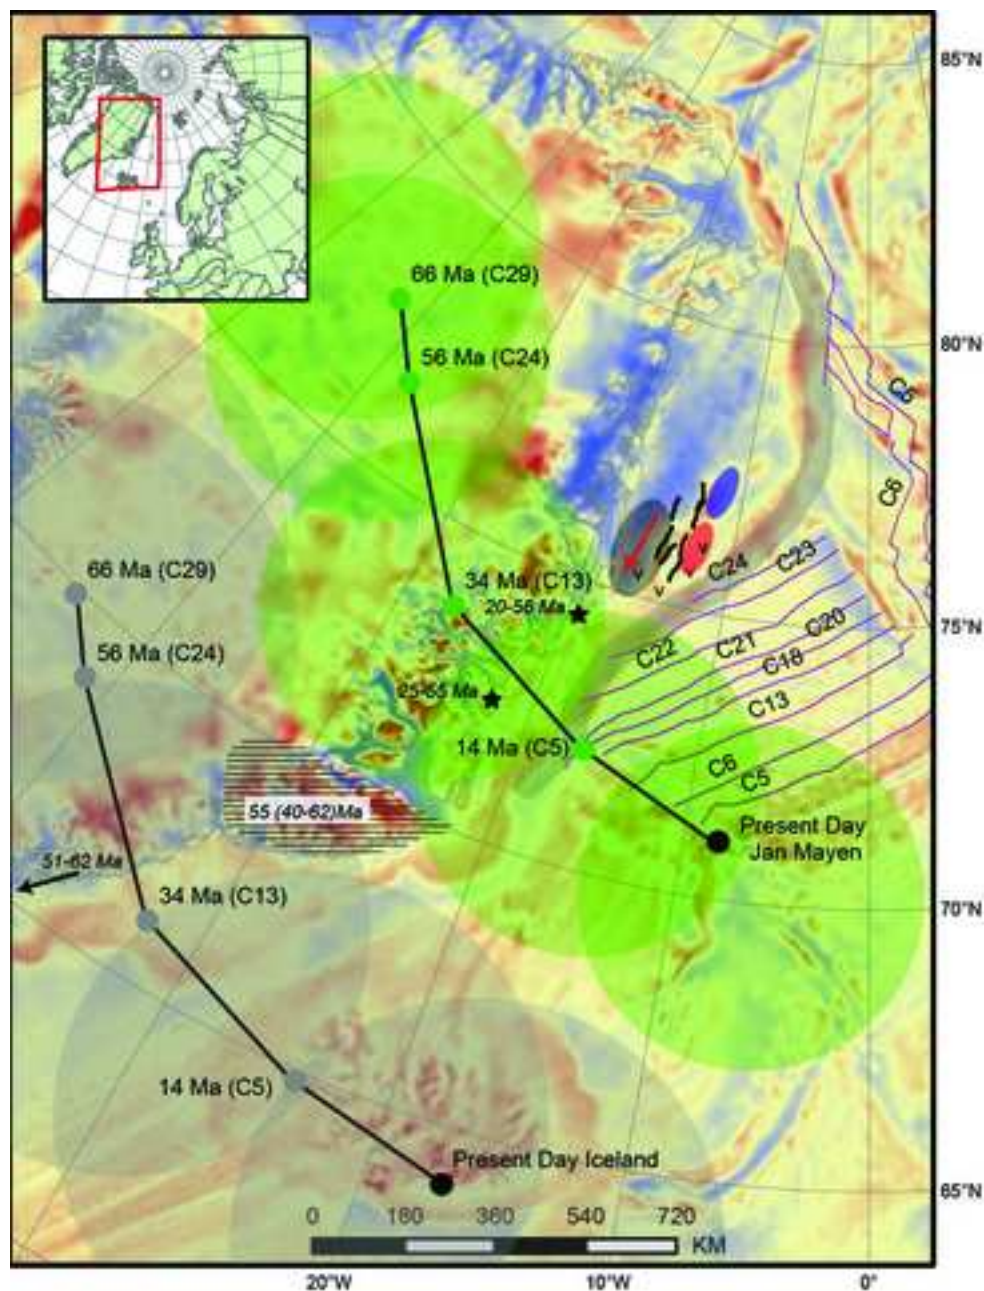 85°N
66 Ma (C29)
56 Ma (C24)
80°N
C5
C6
34 Ma (C13)
20-56 Ma
C24
C23
66 Ma (C29)
56 Ma (C24)
C22
C21
C20
C18
C13
75°N
25-55 Ma
14 Ma (C5)
C6
C5
55 (40-62)Ma
Present Day
Jan Mayen
51-62 Ma
34 Ma (C13)
70°N
14 Ma (C5)
Present Day Iceland
65°N
0 180 360 540 720
KM
20°W 10°W 0°
v
v
v